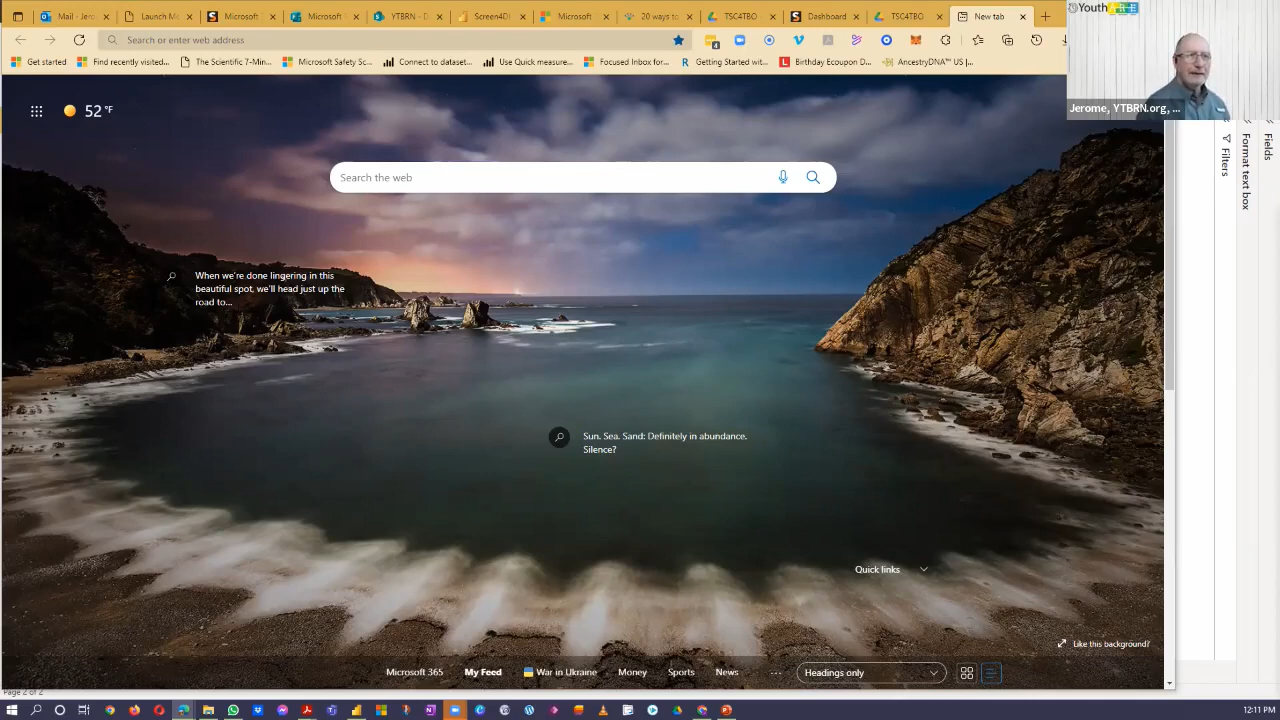 Mail - Jero
Launch Me
Microsoft
Microsoft
YTBRN - D
Screen4Di
Microsoft
20 ways to
TSC4TBO
Dashboard
TSC4TBO
New tab
YouthARE
Search or enter web address
4
Get started
Find recently visited...
The Scientific 7-Min...
Microsoft Safety Sc...
Connect to dataset...
Use Quick measure...
Focused Inbox for...
Getting Started wit...
Birthday Ecoupon D...
AncestryDNA™ US |...
Jerome, YTBRN.org, ...
52 °F
Search the web
Filters
Format text box
Fields
When we're done lingering in this
beautiful spot, we'll head just up the
road to...
Sun. Sea. Sand: Definitely in abundance.
Silence?
Quick links
Like this background?
Microsoft 365
My Feed
War in Ukraine
Money
Sports
News
...
Headings only
Page 2 of 2
12:11 PM